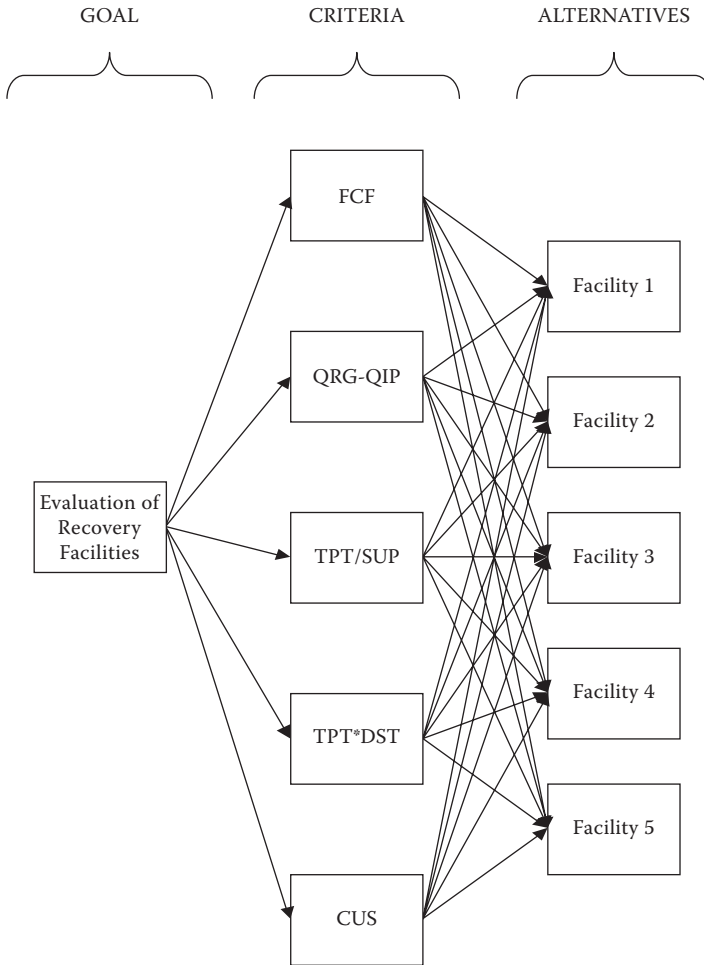 GOAL
CRITERIA
ALTERNATIVES
Evaluation of
Recovery
Facilities
FCF
QRG-QIP
TPT/SUP
TPT*DST
CUS
Facility 1
Facility 2
Facility 3
Facility 4
Facility 5